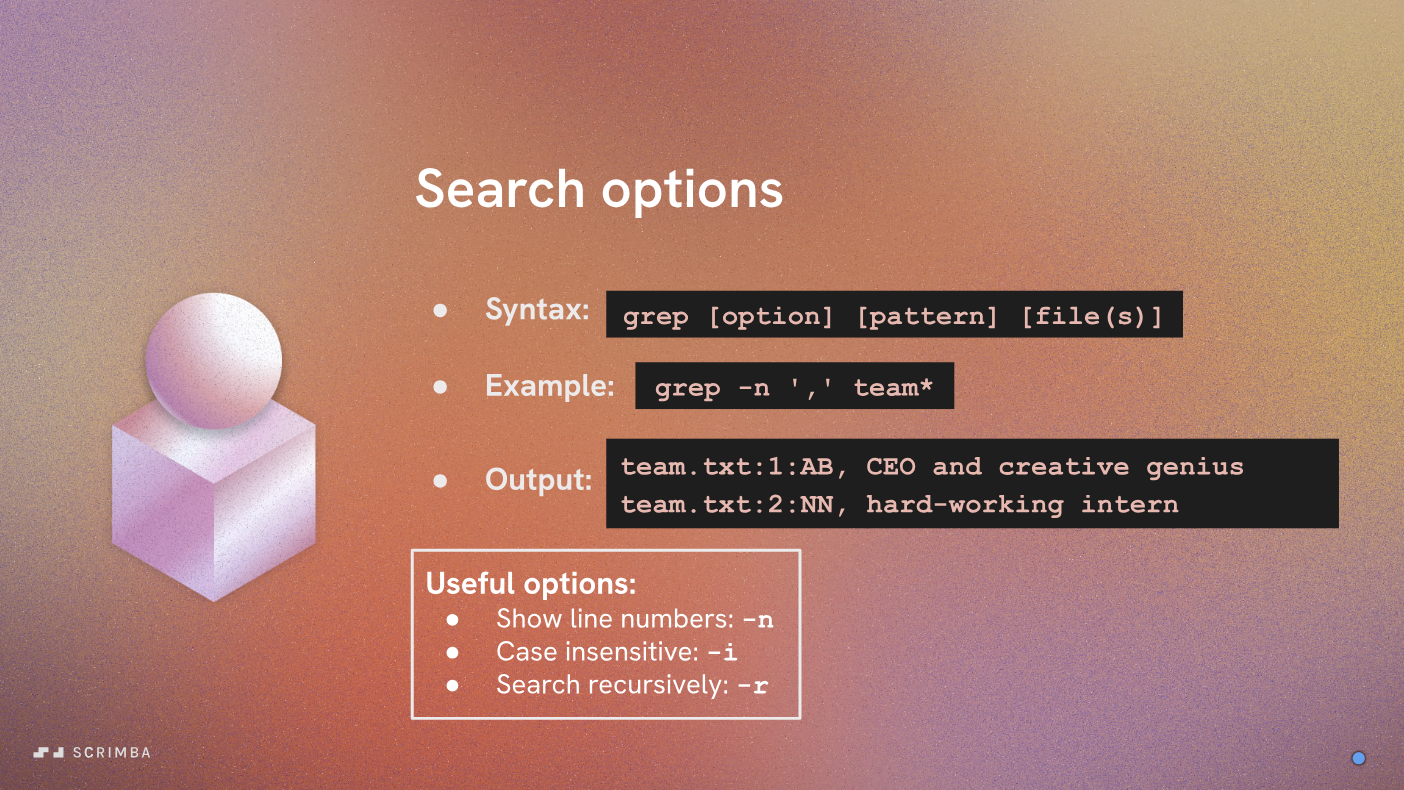 Search options
● Syntax: grep [option] [pattern] [file(s)]
● Example: grep -n ',' team*
● Output: team.txt:1:AB, CEO and creative genius
team.txt:2:NN, hard-working intern
Useful options:
● Show line numbers: -n
● Case insensitive: -i
● Search recursively: -r
SCRIMBA